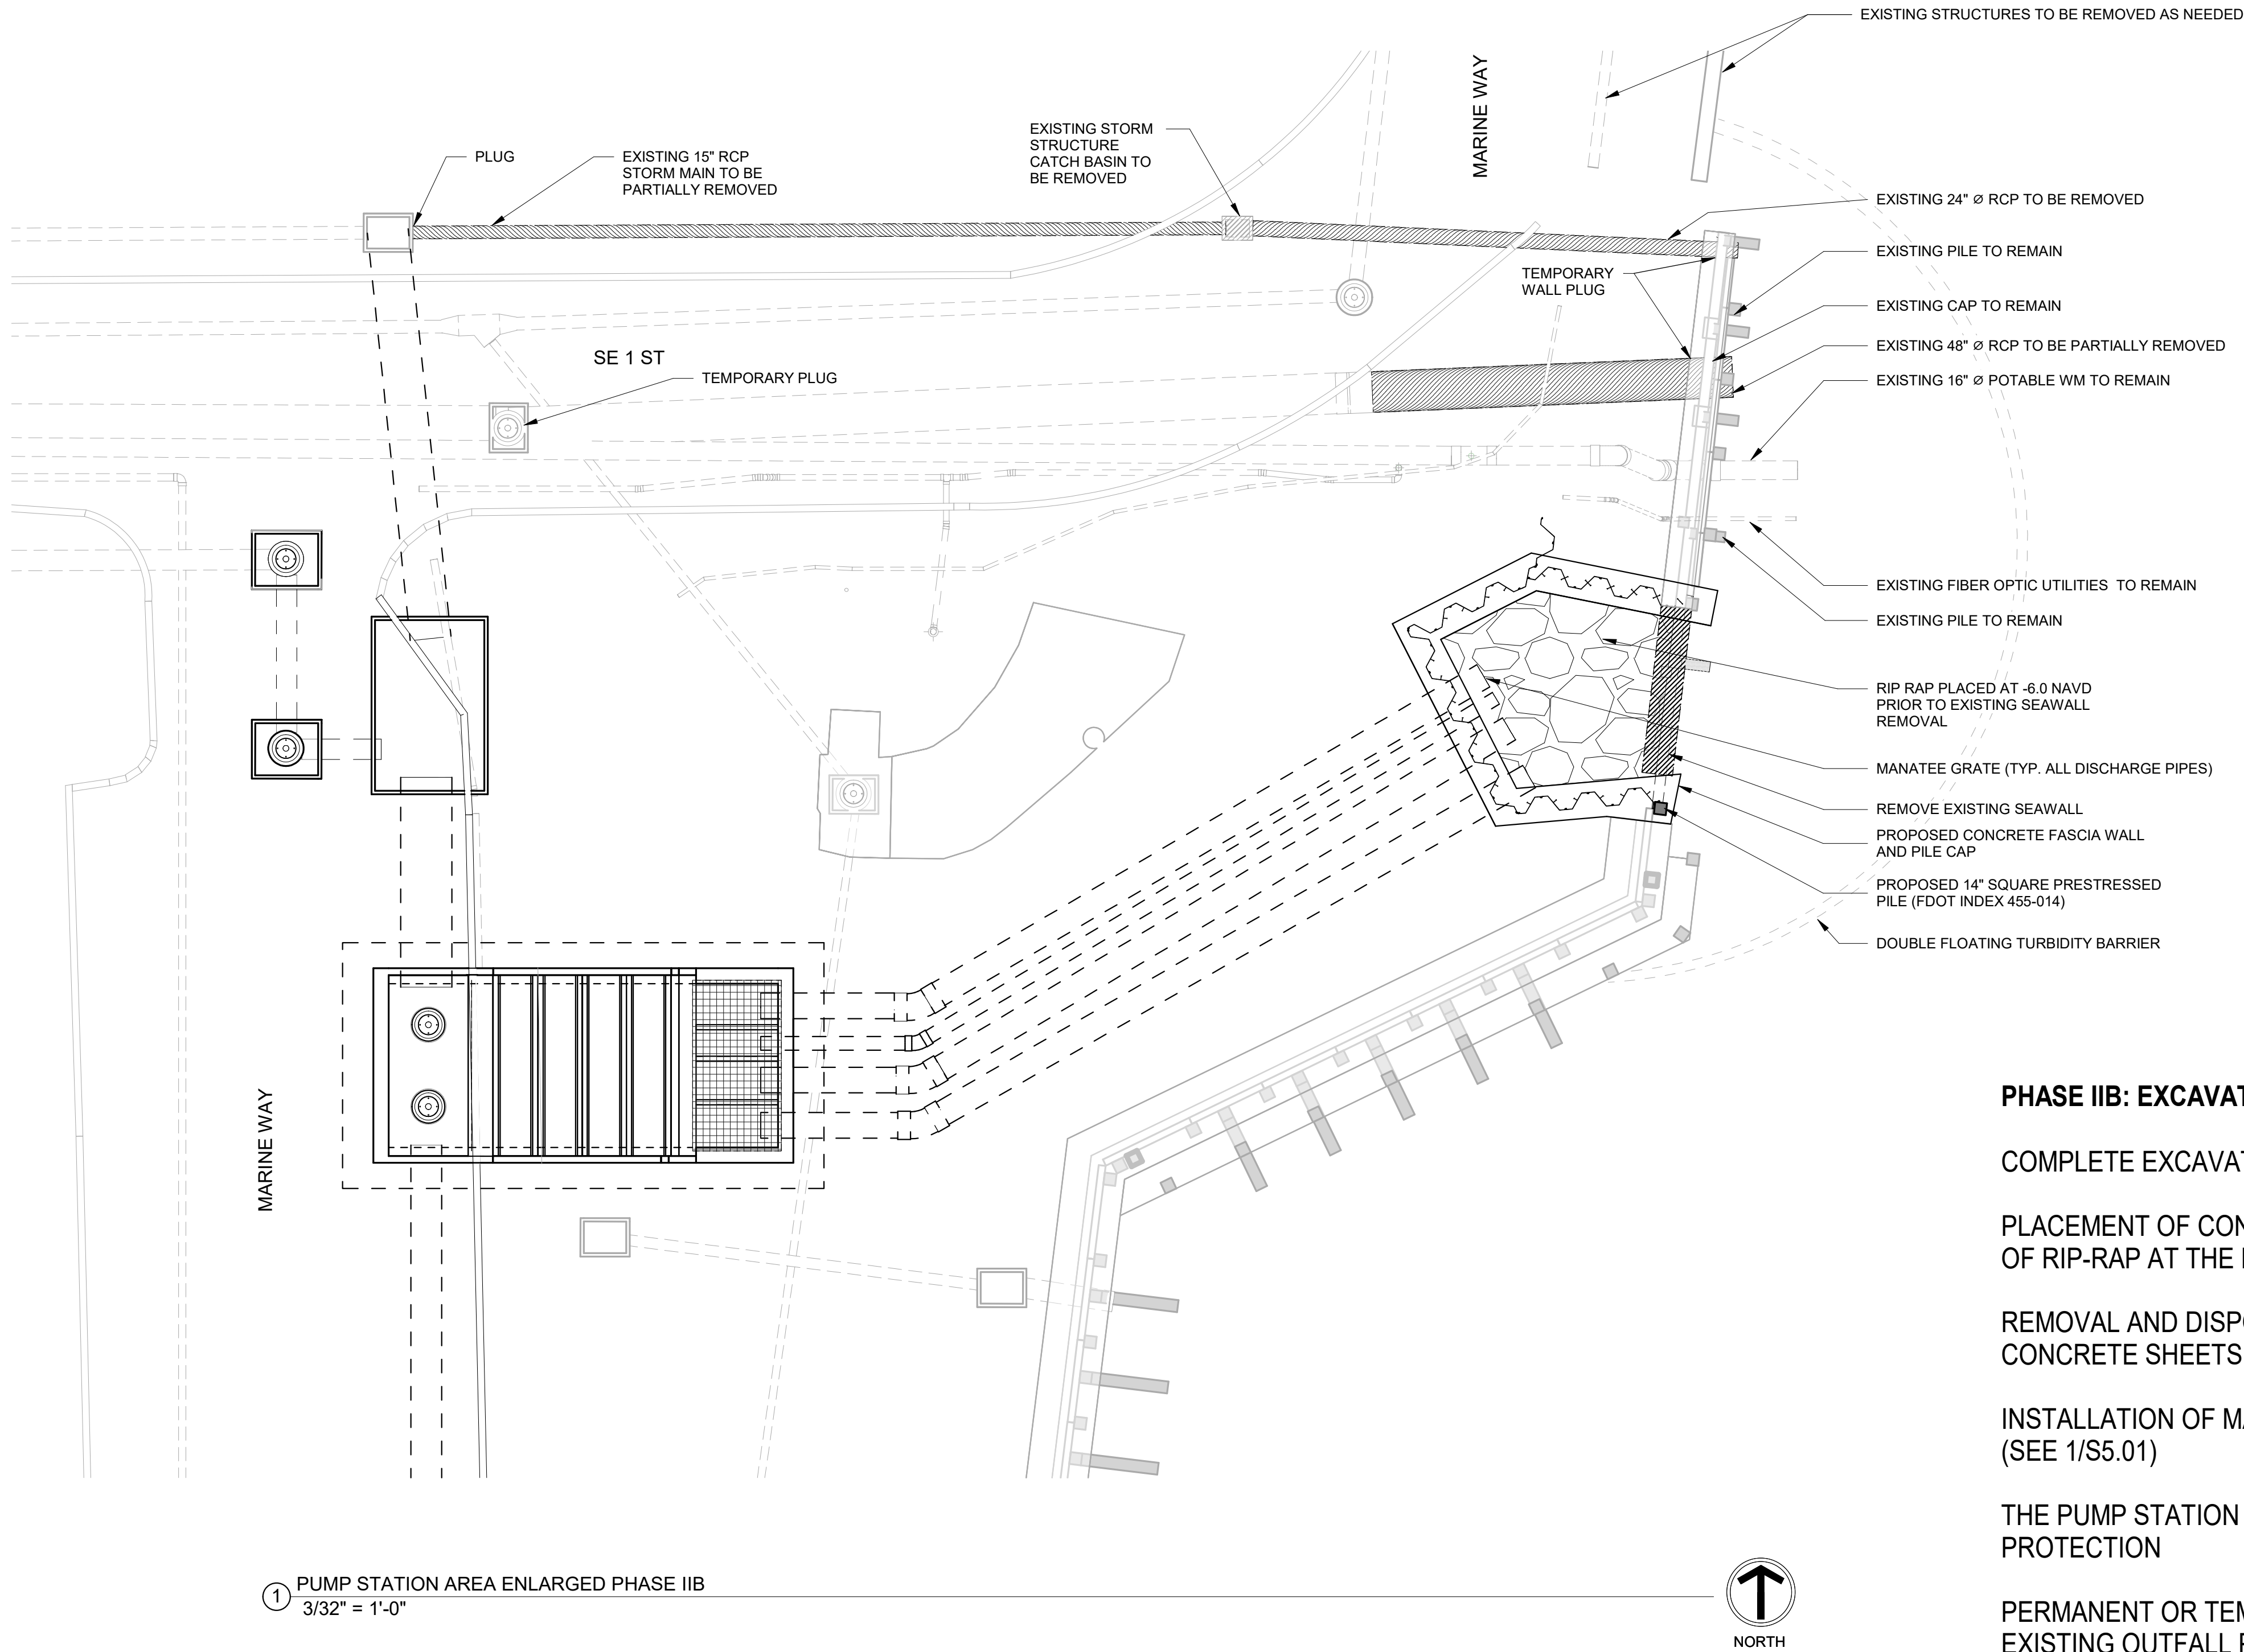 EXISTING STRUCTURES TO BE REMOVED AS NEEDED
MARINE WAY
PLUG
EXISTING 15" RCP
STORM MAIN TO BE
PARTIALLY REMOVED
EXISTING STORM
STRUCTURE
CATCH BASIN TO
BE REMOVED
EXISTING 24" ⌀ RCP TO BE REMOVED
EXISTING PILE TO REMAIN
TEMPORARY
WALL PLUG
EXISTING CAP TO REMAIN
EXISTING 48" ⌀ RCP TO BE PARTIALLY REMOVED
SE 1 ST
TEMPORARY PLUG
EXISTING 16" ⌀ POTABLE WM TO REMAIN
EXISTING FIBER OPTIC UTILITIES TO REMAIN
EXISTING PILE TO REMAIN
RIP RAP PLACED AT -6.0 NAVD
PRIOR TO EXISTING SEAWALL
REMOVAL
MANATEE GRATE (TYP. ALL DISCHARGE PIPES)
REMOVE EXISTING SEAWALL
PROPOSED CONCRETE FASCIA WALL
AND PILE CAP
PROPOSED 14" SQUARE PRESTRESSED
PILE (FDOT INDEX 455-014)
DOUBLE FLOATING TURBIDITY BARRIER
MARINE WAY
PHASE IIB:
COMPLETE
PLACEMENT OF
OF RIP-RAP AT THE
REMOVAL AND
CONCRETE SHEETS
INSTALLATION OF
(SEE 1/S5.01)
THE PUMP STATION
PROTECTION
PERMANENT OR
EXISTING OUTFALL
1
PUMP STATION AREA ENLARGED PHASE IIB
3/32" = 1'-0"
NORTH